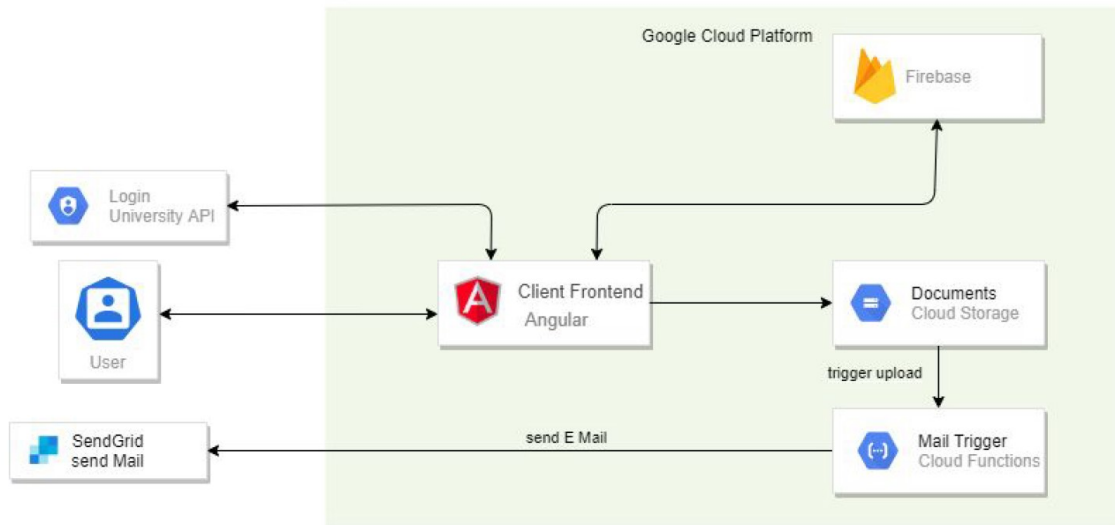 Google Cloud Platform
Firebase
Login
University API
Client Frontend
Angular
Documents
Cloud Storage
User
trigger upload
SendGrid
send Mail
send E Mail
Mail Trigger
Cloud Functions